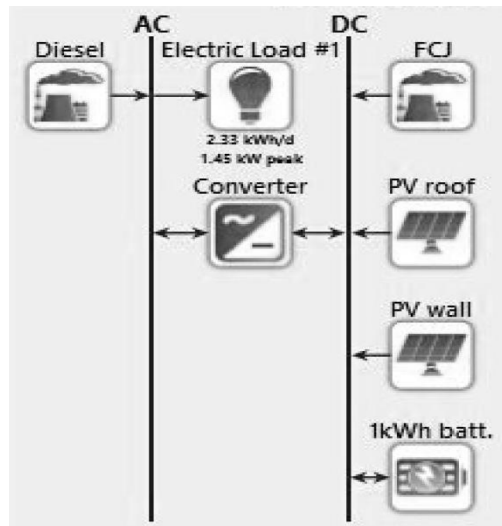 AC DC
Diesel Electric Load #1 FCJ
2.33 kWh/d
1.45 kW peak
Converter PV roof
PV wall
1kWh batt.